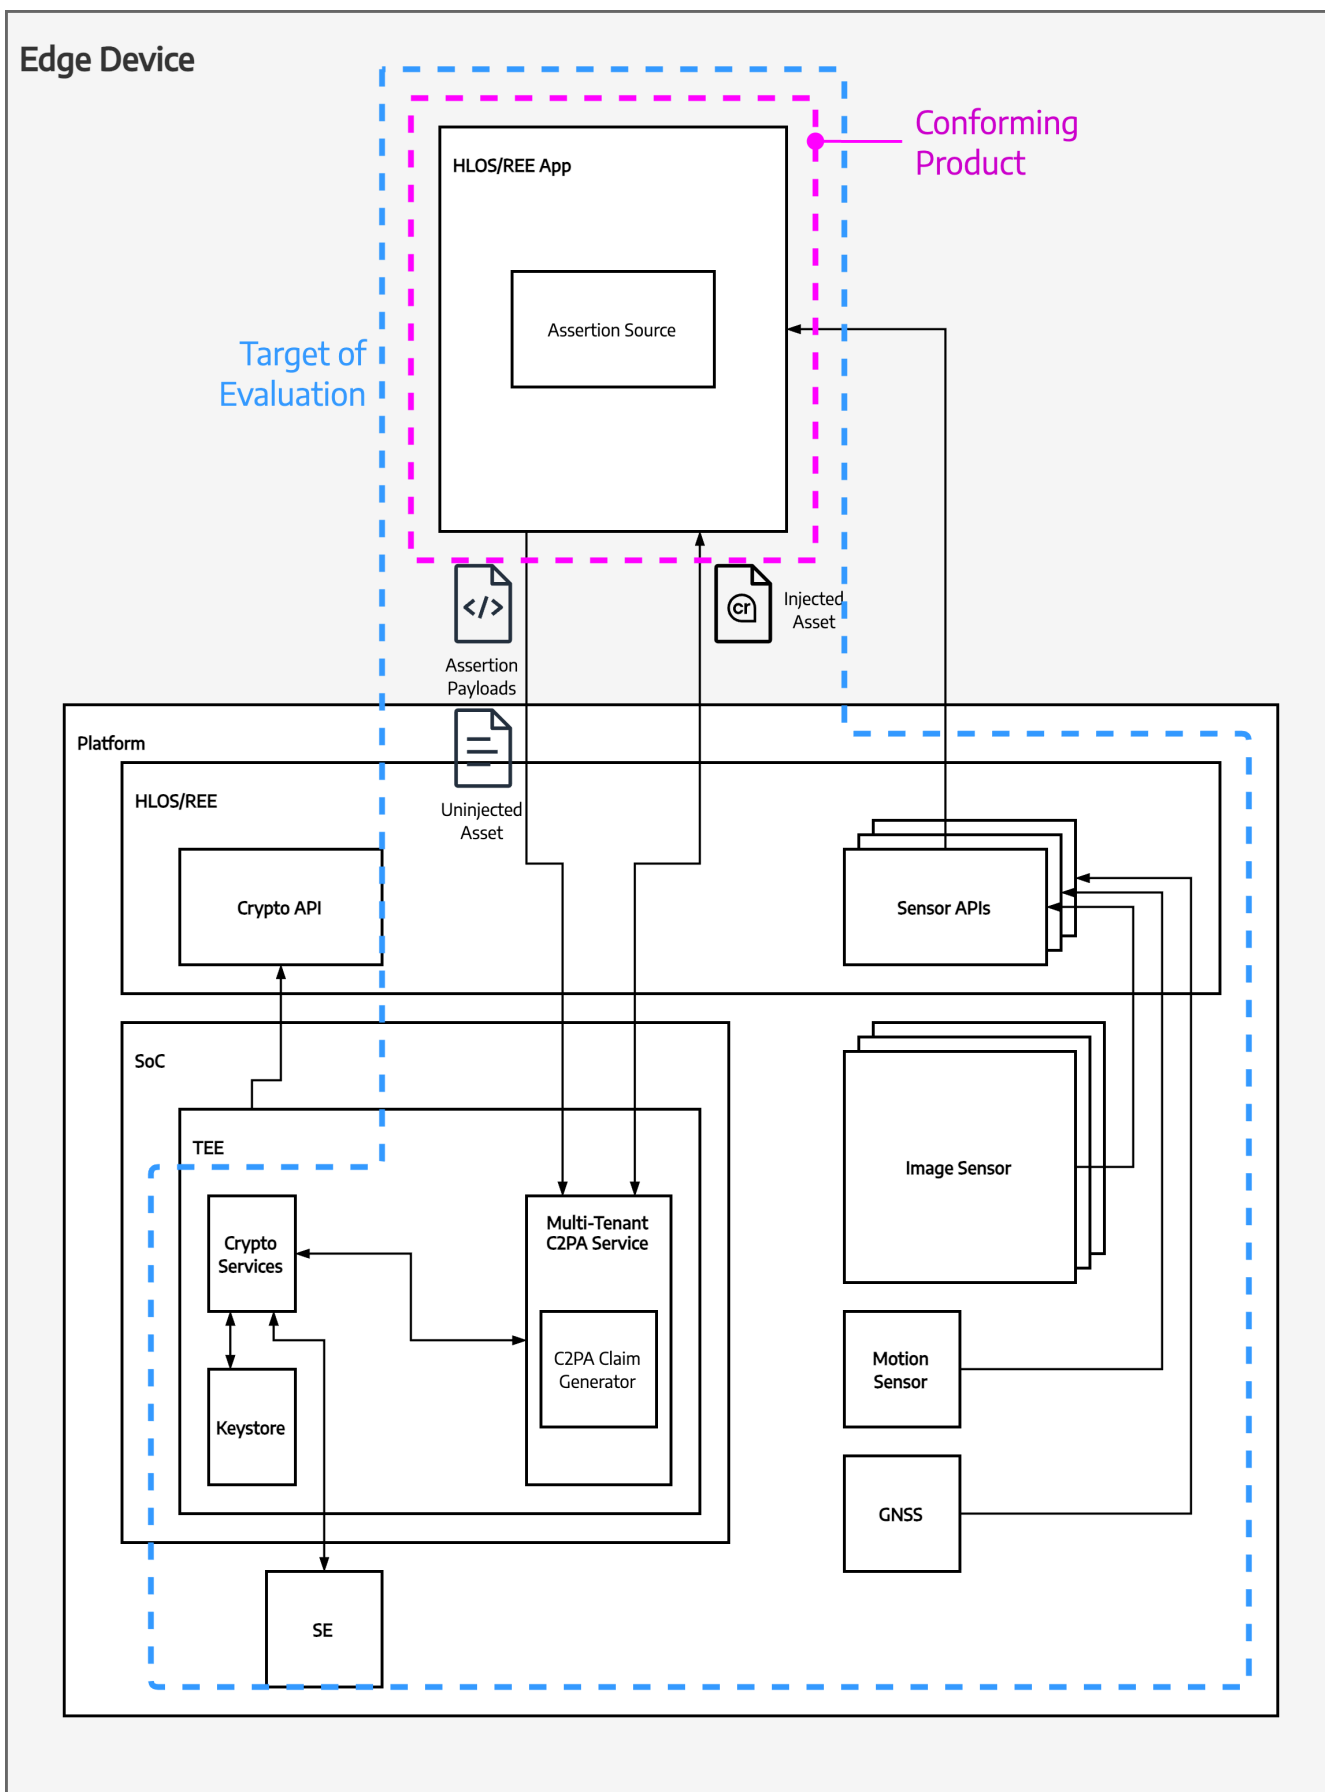 Edge Device
Conforming
Product
HLOS/REE App
Assertion Source
Target of
Evaluation
</>
cr
Injected
Asset
Assertion
Payloads
Platform
HLOS/REE
Uninjected
Asset
Crypto API
Sensor APIs
SoC
TEE
Image Sensor
Crypto
Services
Multi-Tenant
C2PA Service
C2PA Claim
Generator
Motion
Sensor
Keystore
GNSS
SE